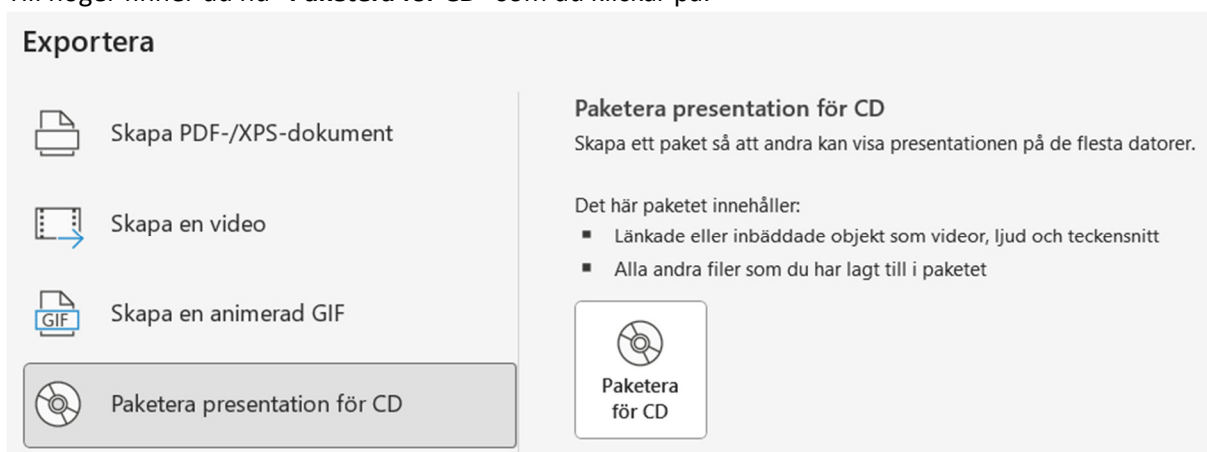 Exportera
Skapa PDF-/XPS-dokument
Skapa en video
GIF
Skapa en animerad GIF
Paketera presentation för CD
Paketera presentation för CD
Skapa ett paket så att andra kan visa presentationen på de flesta datorer.
Det här paketet innehåller:
▪ Länkade eller inbäddade objekt som videor, ljud och teckensnitt
▪ Alla andra filer som du har lagt till i paketet
Paketera
för CD